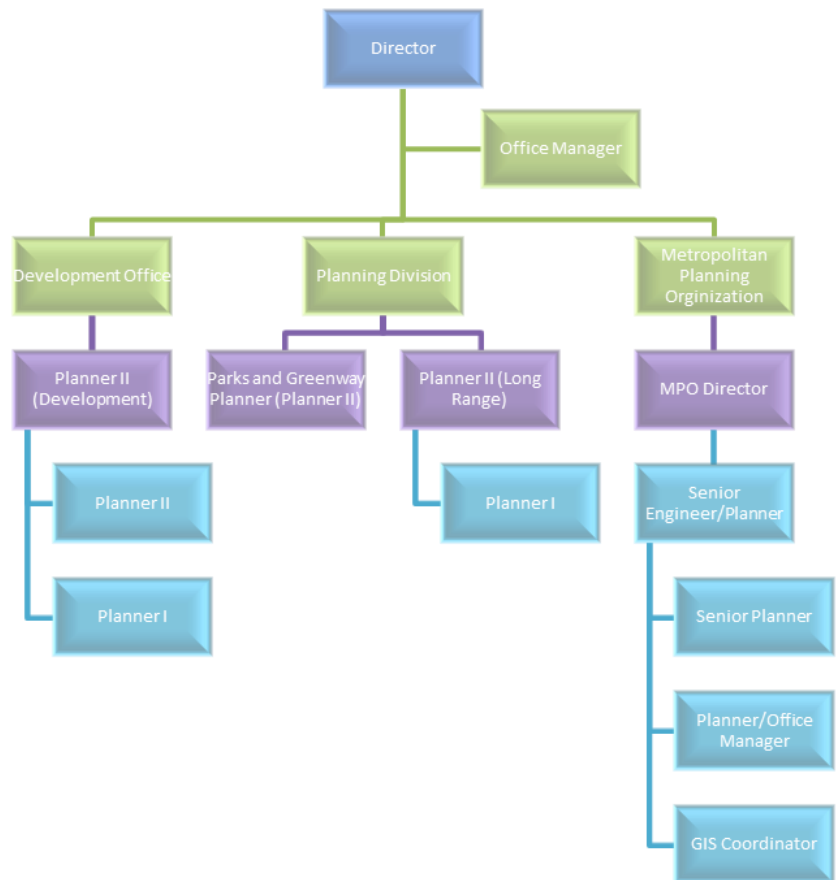 Director
Office Manager
Development Office
Planning Division
Metropolitan
Planning
Orginization
Planner II
(Development)
Parks and Greenway
Planner (Planner II)
Planner II (Long
Range)
MPO Director
Planner II
Planner I
Planner I
Senior
Engineer/Planner
Senior Planner
Planner/Office
Manager
GIS Coordinator